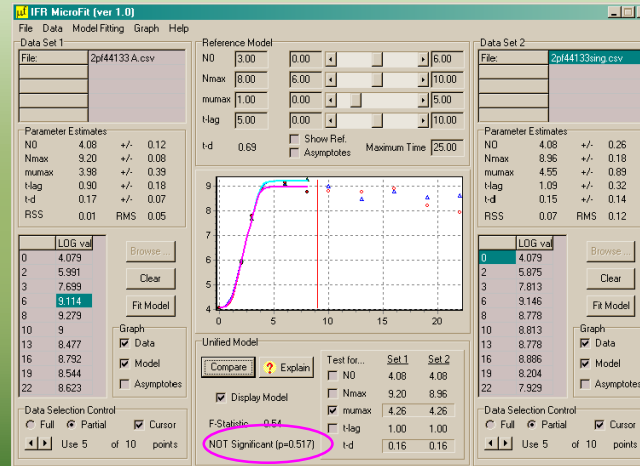 IFR MicroFit (ver 1.0)
File Data Model Fitting Graph Help
Data Set 1
File: 2pf44133 A.csv
Parameter Estimates
N0 4.08 +/- 0.12
Nmax 9.20 +/- 0.08
mumax 3.98 +/- 0.39
t-lag 0.90 +/- 0.18
t-d 0.17 +/- 0.07
RSS 0.01 RMS 0.05
LOG val
0 4.079
2 5.991
3 7.699
6 9.114
8 9.279
10 9
13 8.477
16 8.792
19 8.544
22 8.623
Browse ...
Clear
Fit Model
Graph
Data
Model
Asymptotes
Data Selection Control
Full Partial Cursor
Use 5 of 10 points
Reference Model
N0 3.00 0.00 6.00
Nmax 8.00 6.00 10.00
mumax 1.00 0.00 5.00
t-lag 5.00 0.00 10.00
t-d 0.69 Show Ref. Asymptotes Maximum Time 25.00
9
8
7
6
5
4
0 5 10 15 20
Unified Model
Compare ? Explain
Display Model
F-Statistic 0.54
NOT Significant (p=0.517)
Test for... Set 1 Set 2
N0 4.08 4.08
Nmax 9.20 8.96
mumax 4.26 4.26
t-lag 1.00 1.00
t-d 0.16 0.16
Data Set 2
File: 2pf44133sing.csv
Parameter Estimates
N0 4.08 +/- 0.26
Nmax 8.96 +/- 0.18
mumax 4.55 +/- 0.89
t-lag 1.09 +/- 0.32
t-d 0.15 +/- 0.14
RSS 0.07 RMS 0.12
LOG val
0 4.079
2 5.875
3 7.813
6 9.146
8 8.778
10 8.813
13 8.778
16 8.886
19 8.204
22 7.929
Browse ...
Clear
Fit Model
Graph
Data
Model
Asymptotes
Data Selection Control
Full Partial Cursor
Use 5 of 10 points